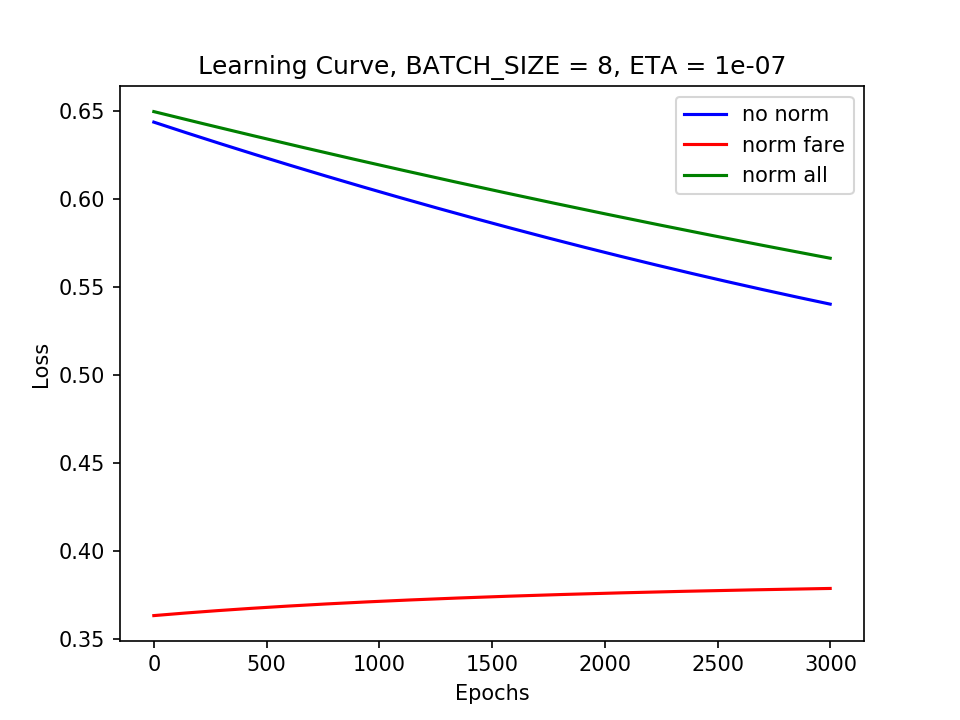 Learning Curve, BATCH_SIZE = 8, ETA = 1e-07
no norm
norm fare
norm all
0.65
0.60
0.55
0.50
0.45
0.40
0.35
Loss
0 500 1000 1500 2000 2500 3000
Epochs